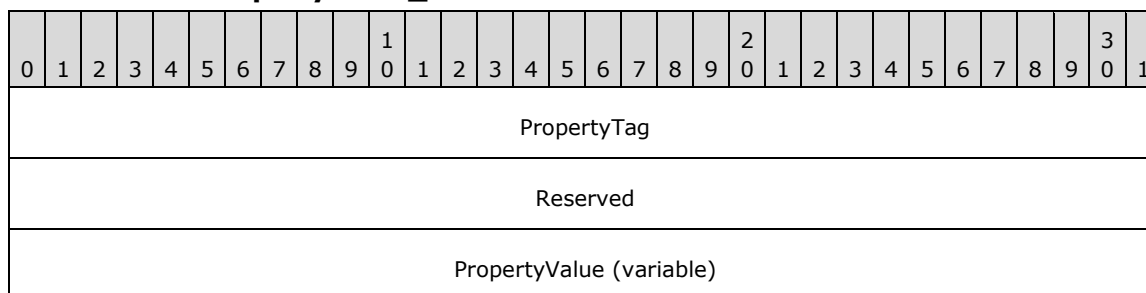 1 2 3
0 1 2 3 4 5 6 7 8 9 0 1 2 3 4 5 6 7 8 9 0 1 2 3 4 5 6 7 8 9 0 1
PropertyTag
Reserved
PropertyValue (variable)